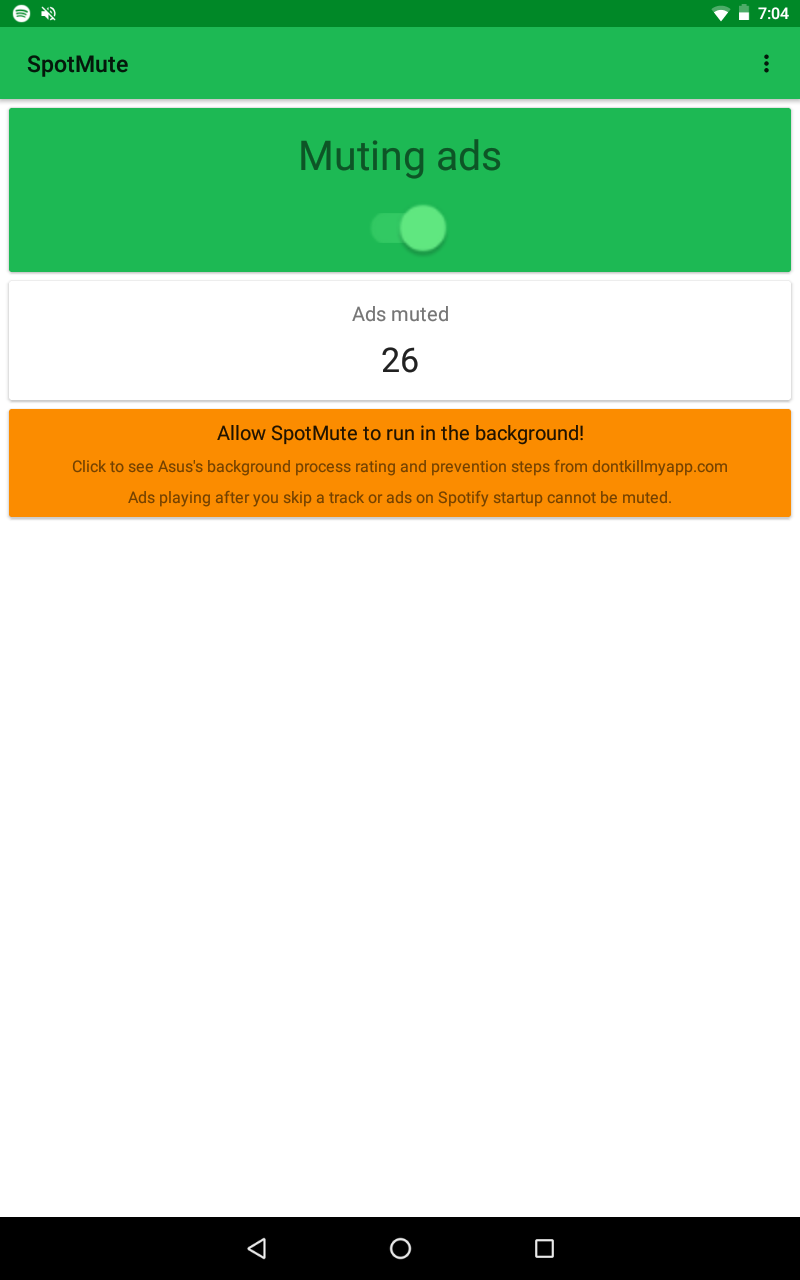 7:04
SpotMute
Muting ads
Ads muted
26
Allow SpotMute to run in the background!
Click to see Asus's background process rating and prevention steps from dontkillmyapp.com
Ads playing after you skip a track or ads on Spotify startup cannot be muted.